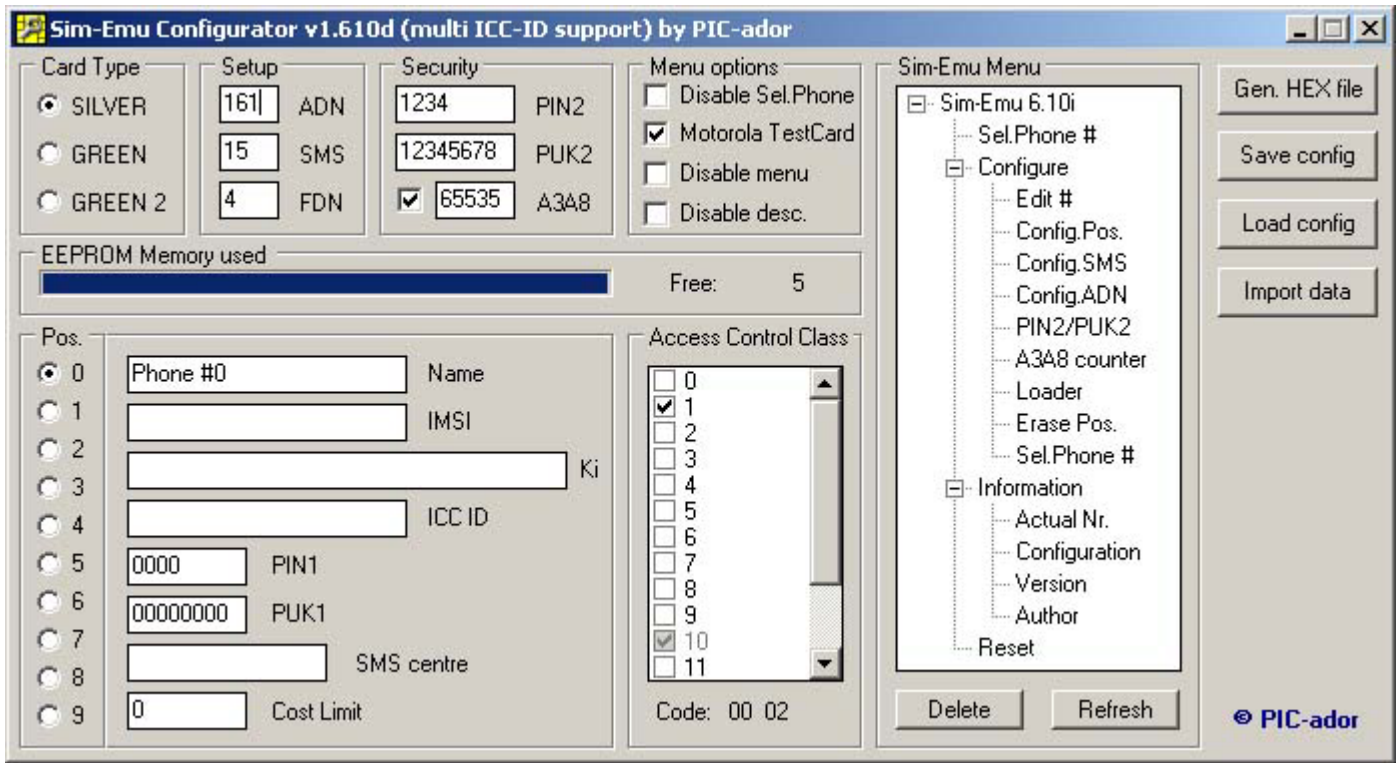 Sim-Emu Configurator v1.610d (multi ICC-ID support) by PIC-ador
Card Type
SILVER
GREEN
GREEN 2
Setup
161 ADN
15 SMS
4 FDN
Security
1234 PIN2
12345678 PUK2
65535 A3A8
Menu options
Disable Sel.Phone
Motorola TestCard
Disable menu
Disable desc.
EEPROM Memory used
Free: 5
Pos.
0
1
2
3
4
5
6
7
8
9
Phone #0 Name
IMSI
Ki
ICC ID
0000 PIN1
00000000 PUK1
SMS centre
0 Cost Limit
Access Control Class
0
1
2
3
4
5
6
7
8
9
10
11
Code: 00 02
Sim-Emu Menu
Sim-Emu 6.10i
Sel.Phone #
Configure
Edit #
Config.Pos.
Config.SMS
Config.ADN
PIN2/PUK2
A3A8 counter
Loader
Erase Pos.
Sel.Phone #
Information
Actual Nr.
Configuration
Version
Author
Reset
Delete Refresh
Gen. HEX file
Save config
Load config
Import data
© PIC-ador